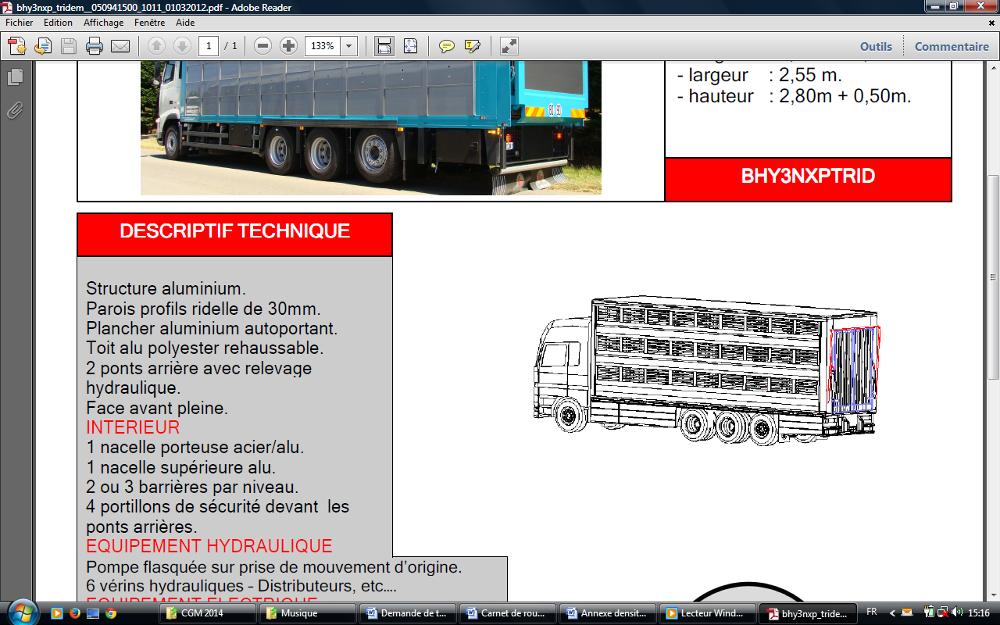 bhy3nxp_tridem__050941500_1011_01032012.pdf - Adobe Reader
Fichier Edition Affichage Fenêtre Aide
1 / 1 133% Outils Commentaire
- largeur : 2,55 m.
- hauteur : 2,80m + 0,50m.
BHY3NXPTRID
DESCRIPTIF TECHNIQUE
Structure aluminium.
Parois profils ridelle de 30mm.
Plancher aluminium autoportant.
Toit alu polyester rehaussable.
2 ponts arrière avec relevage
hydraulique.
Face avant pleine.
INTERIEUR
1 nacelle porteuse acier/alu.
1 nacelle supérieure alu.
2 ou 3 barrières par niveau.
4 portillons de sécurité devant les
ponts arrières.
EQUIPEMENT HYDRAULIQUE
Pompe flasquée sur prise de mouvement d'origine.
6 vérins hydrauliques - Distributeurs, etc....
EQUIPEMENT ELECTRIQUE
CGM 2014 Musique Demande de t... Carnet de rou... Annexe densit... Lecteur Wind... bhy3nxp_tride... FR 15:16